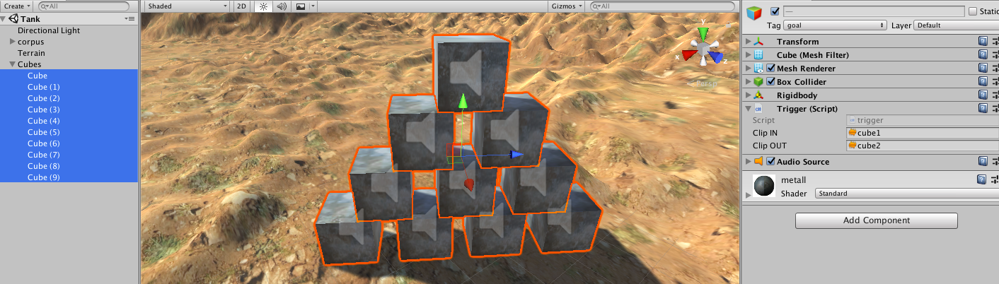 Create All
Tank
Directional Light
corpus
Terrain
Cubes
Cube
Cube (1)
Cube (2)
Cube (3)
Cube (4)
Cube (5)
Cube (6)
Cube (7)
Cube (8)
Cube (9)
Shaded 2D Gizmos All
y
x
z
Persp
— Static
Tag goal Layer Default
Transform
Cube (Mesh Filter)
Mesh Renderer
Box Collider
Rigidbody
Trigger (Script)
C#
Script trigger
Clip IN cube1
Clip OUT cube2
Audio Source
metall
Shader Standard
Add Component